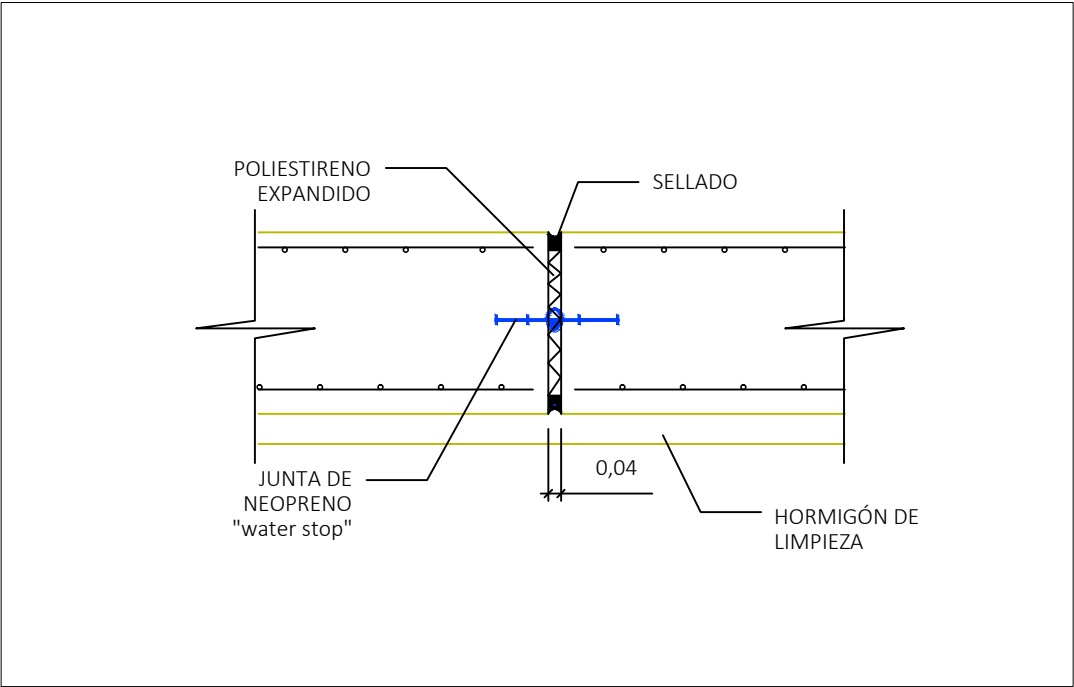 POLIESTIRENO
EXPANDIDO
SELLADO
0,04
JUNTA DE
NEOPRENO
"water stop"
HORMIGÓN DE
LIMPIEZA